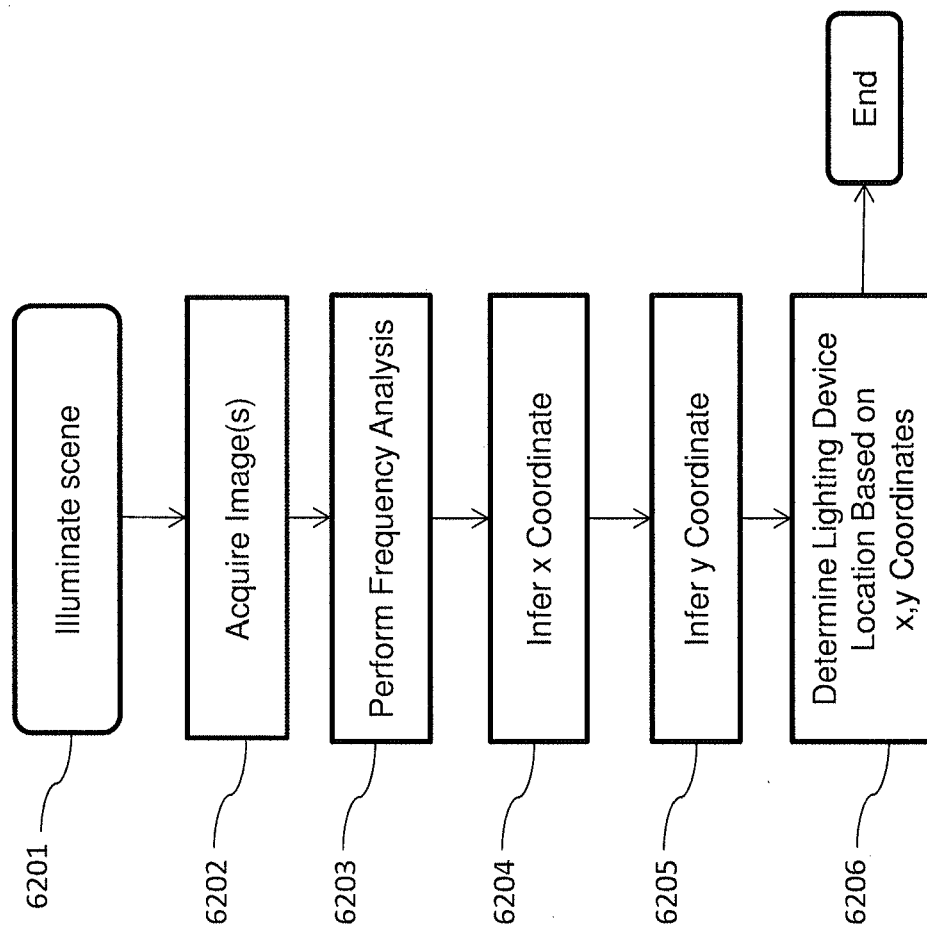 6201
Illuminate scene
6202
Acquire Image(s)
6203
Perform Frequency Analysis
6204
Infer x Coordinate
6205
Infer y Coordinate
6206
Determine Lighting Device
Location Based on
x,y Coordinates
End